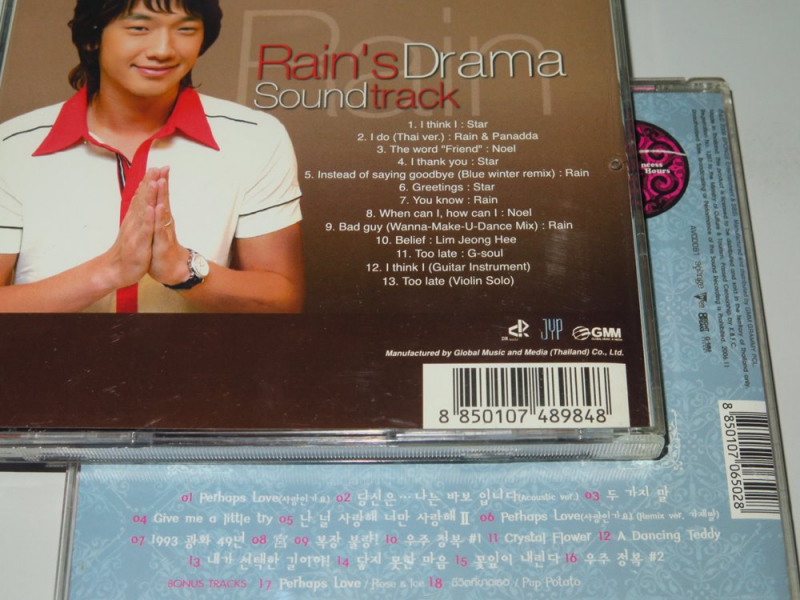 Rain
Rain's Drama
Soundtrack
1. I think I : Star
2. I do (Thai ver.) : Rain & Panadda
3. The word "Friend" : Noel
4. I thank you : Star
5. Instead of saying goodbye (Blue winter remix) : Rain
6. Greetings : Star
7. You know : Rain
8. When can I, how can I : Noel
9. Bad guy (Wanna-Make-U-Dance Mix) : Rain
10. Belief : Lim Jeong Hee
11. Too late : G-soul
12. I think I (Guitar Instrument)
13. Too late (Violin Solo)
JYP
GMM
Manufactured by Global Music and Media (Thailand) Co., Ltd.
8 850107 489848
Hours
8 850107 065028
01 Perhaps Love(사랑인가요) 02 당신은… 나는 바보 입니다(Acoustic ver.) 03 두 가지 말
04 Give me a little try 05 난 널 사랑해 너만 사랑해 II 06 Perhaps Love(사랑인가요) (Remix ver.
07 1993 광화 49년 08 宮 09 복장 불량! 10 우주 정복 #1 11 Crystal Flower 12 A Dancing Teddy
13 내가 선택한 길이야! 14 닿지 못한 마음 15 꽃잎이 내린다 16 우주 정복 #2
BONUS TRACKS 17 Perhaps Love / Rose & Ice 18 / Pep Potato